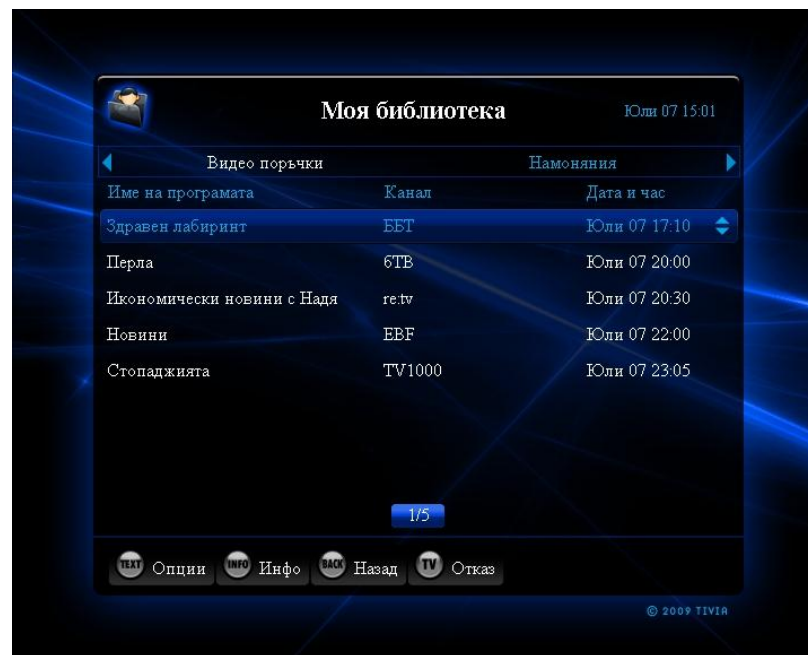 Моя библиотека Юли 07 15:01
Видео поръчки Намоняния
Име на програмата Канал Дата и час
Здравен лабиринт ББТ Юли 07 17:10
Перла бТВ Юли 07 20:00
Икономически новини с Надя re:tv Юли 07 20:30
Новини EBF Юли 07 22:00
Стопаджията TV1000 Юли 07 23:05
1/5
TEXT Опции INFO Инфо BACK Назад TV Отказ
© 2009 TIVIA